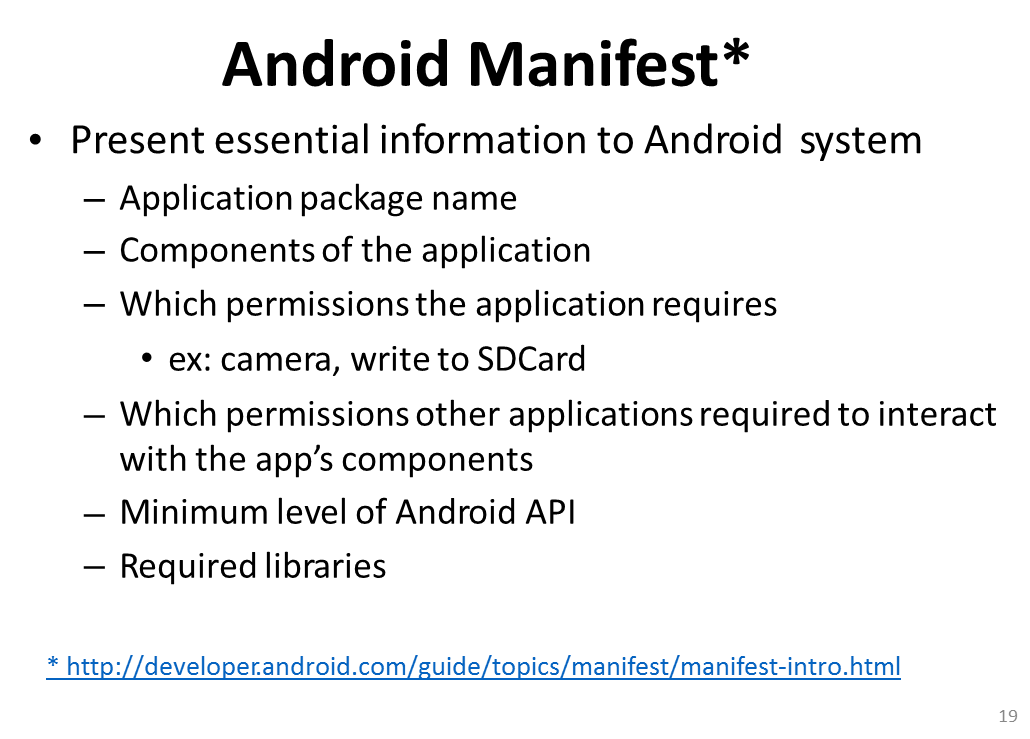 Android Manifest*
• Present essential information to Android system
– Application package name
– Components of the application
– Which permissions the application requires
• ex: camera, write to SDCard
– Which permissions other applications required to interact
with the app’s components
– Minimum level of Android API
– Required libraries
* http://developer.android.com/guide/topics/manifest/manifest-intro.html
19